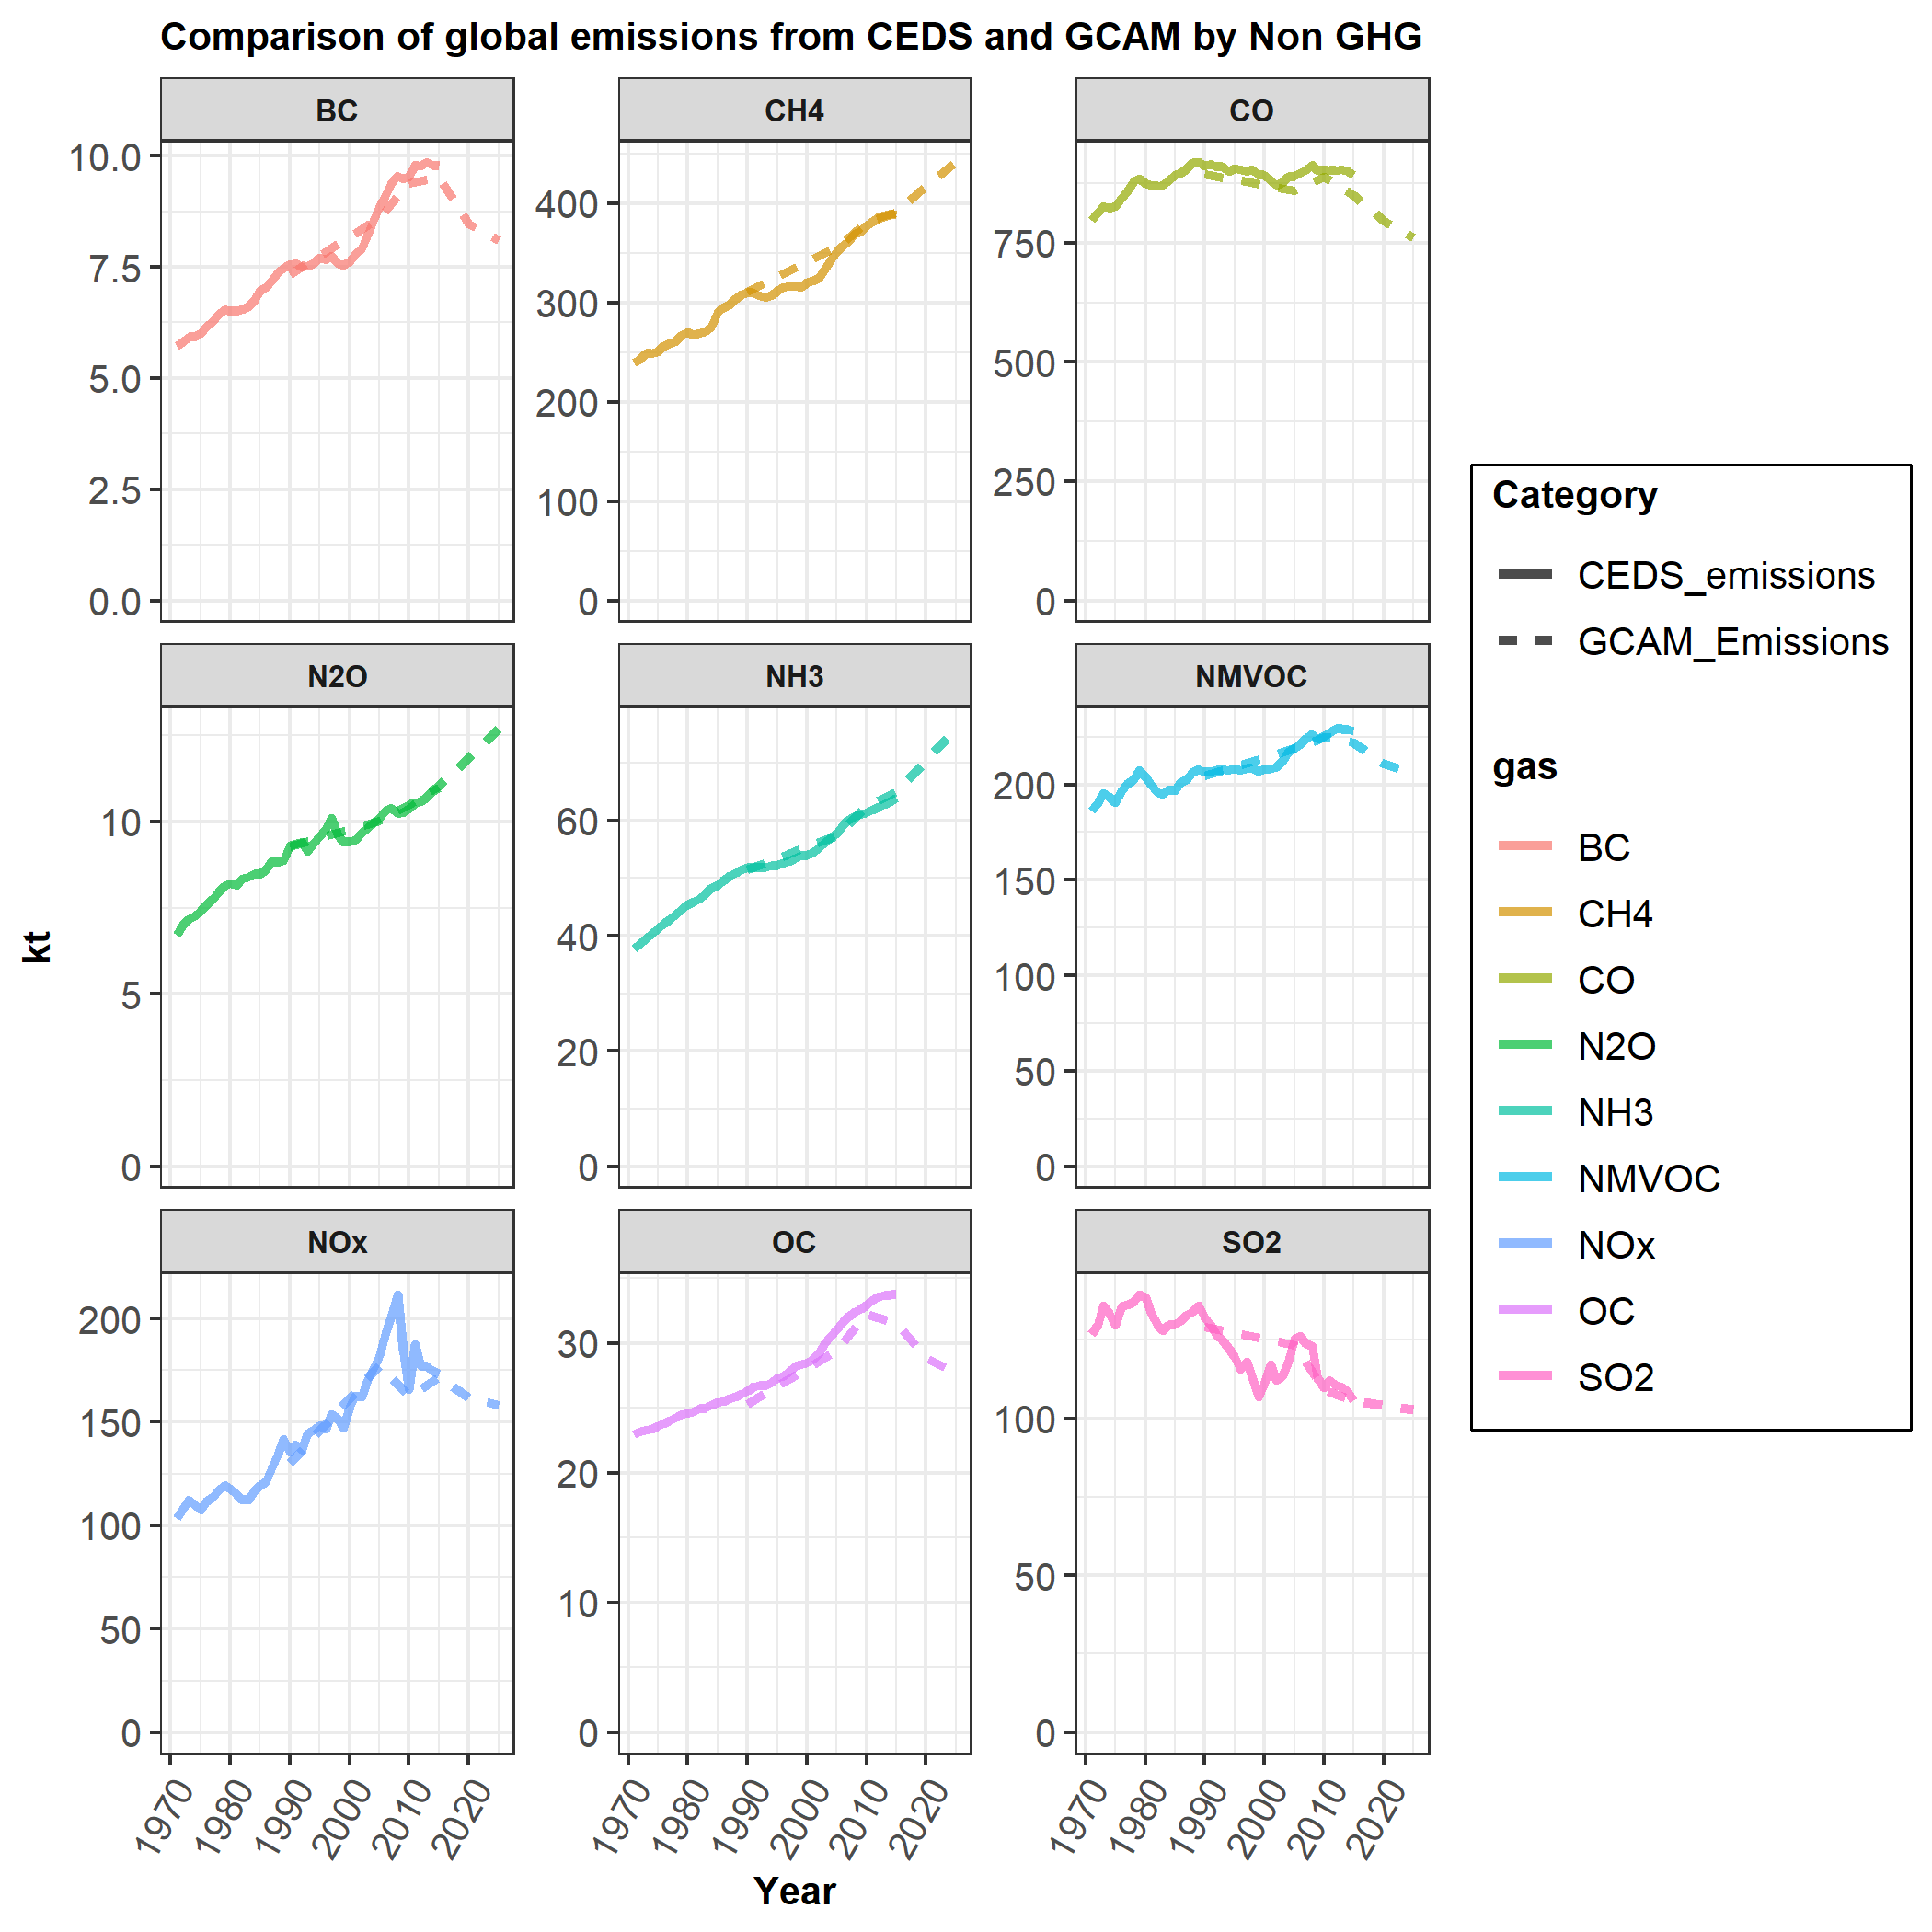 Comparison of global emissions from CEDS and GCAM by Non GHG
BC
CH4
CO
10.0
7.5
5.0
2.5
0.0
400
300
200
100
0
750
500
250
0
N2O
NH3
NMVOC
10
5
0
60
40
20
0
200
150
100
50
0
NOx
OC
SO2
200
150
100
50
0
30
20
10
0
100
50
0
1970
1980
1990
2000
2010
2020
1970
1980
1990
2000
2010
2020
1970
1980
1990
2000
2010
2020
kt
Year
Category
CEDS_emissions
GCAM_Emissions
gas
BC
CH4
CO
N2O
NH3
NMVOC
NOx
OC
SO2